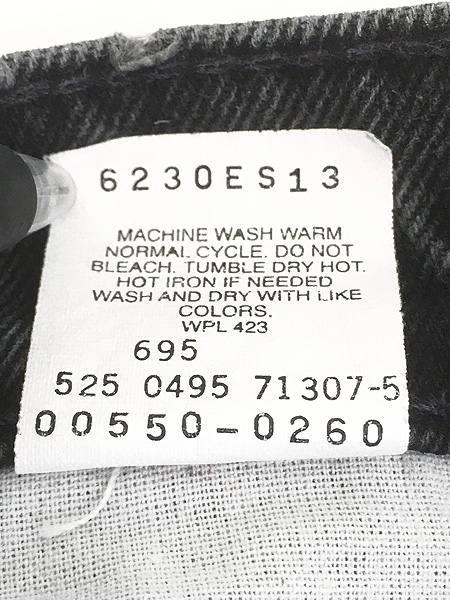 6230ES13
MACHINE WASH WARM
NORMAL CYCLE. DO NOT
BLEACH. TUMBLE DRY HOT.
HOT IRON IF NEEDED
WASH AND DRY WITH LIKE
COLORS.
WPL 423
695
525 0495 71307-5
00550-0260